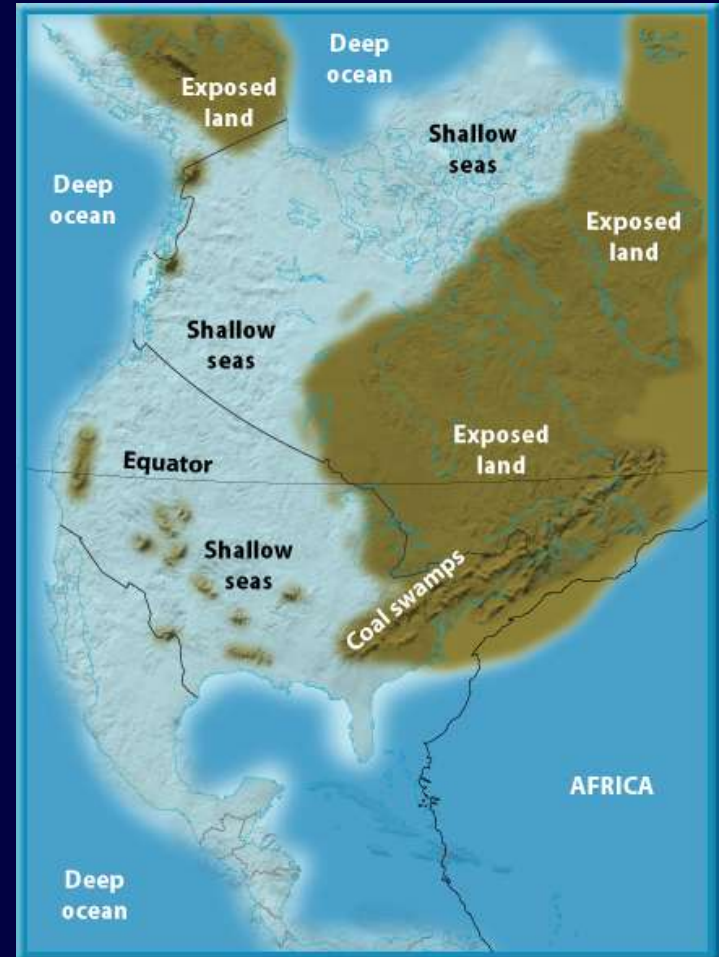 Deep
ocean
Exposed
land
Shallow
seas
Deep
ocean
Exposed
land
Shallow
seas
Exposed
land
Equator
Shallow
seas
Coal swamps
AFRICA
Deep
ocean